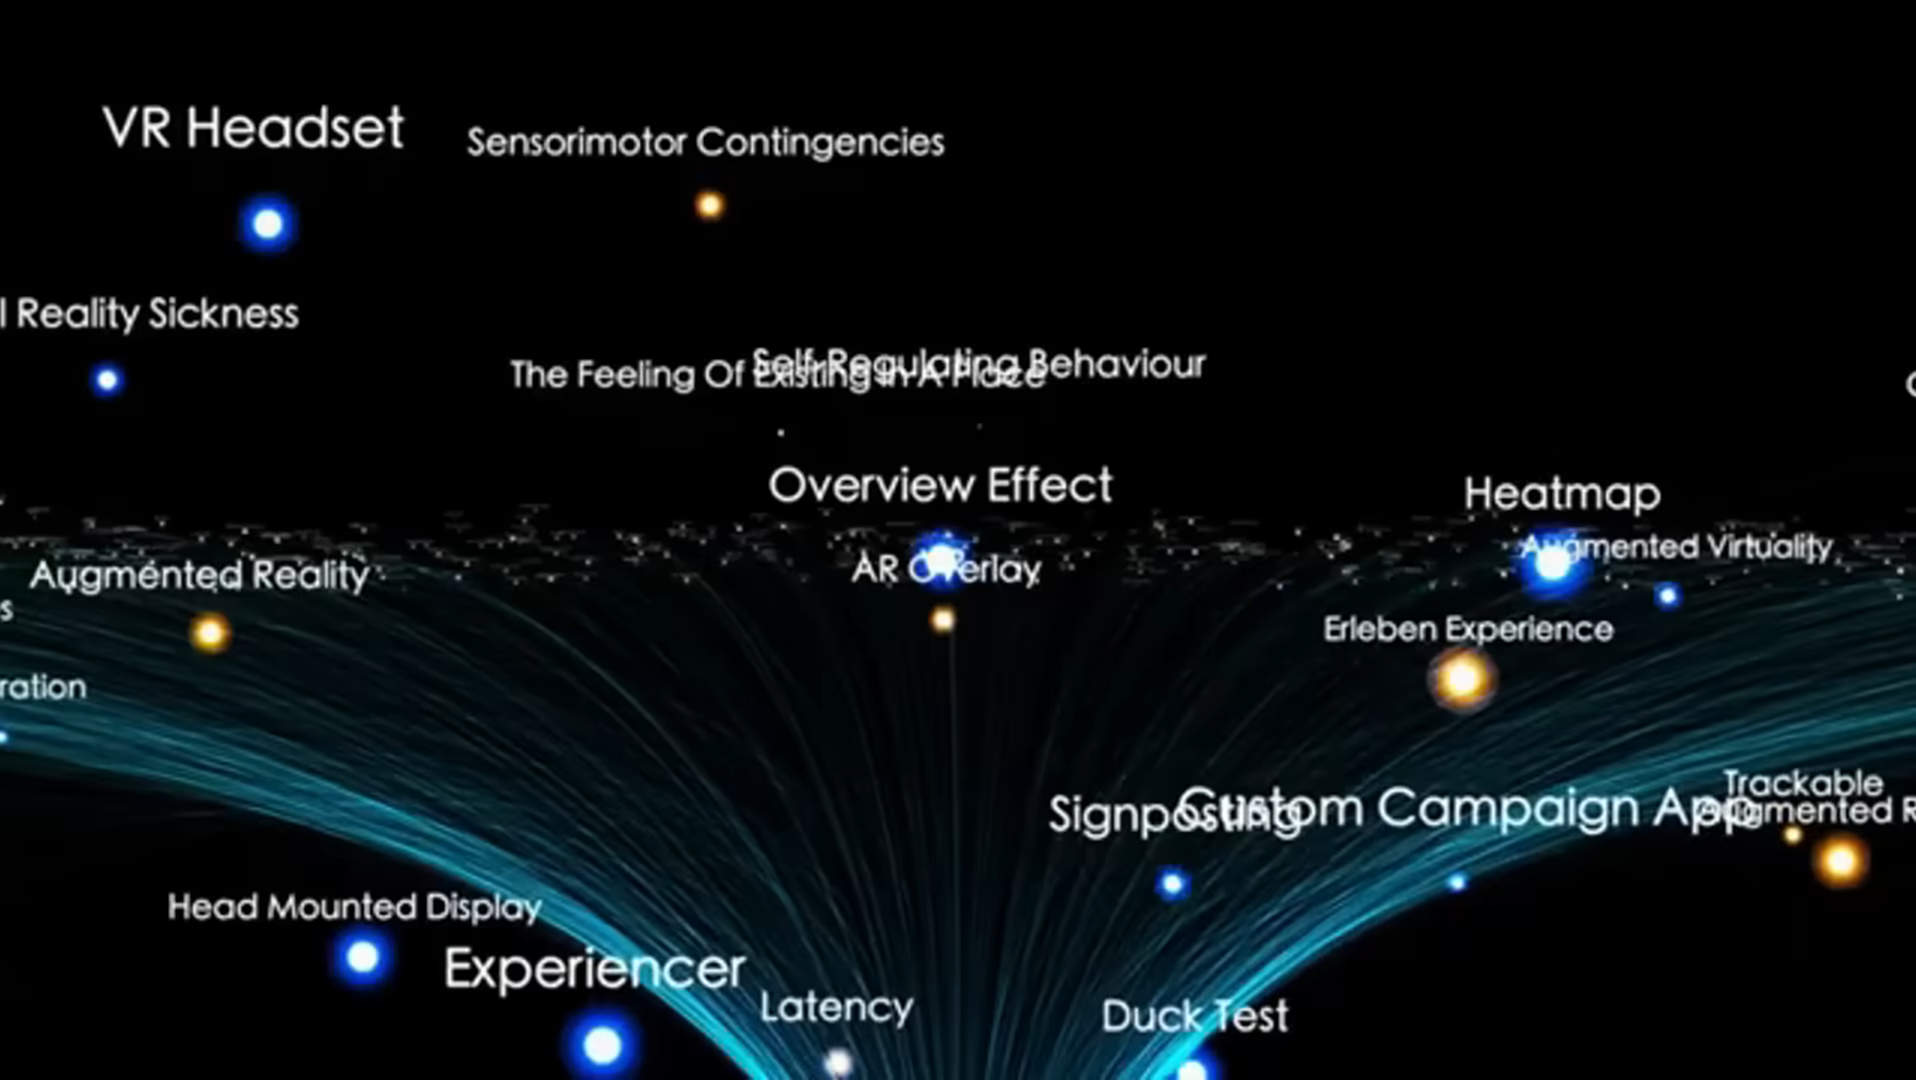 VR Headset
Sensorimotor Contingencies
l Reality Sickness
Self-Regulating Behaviour
The Feeling Of Existing In A Place
Overview Effect
Heatmap
Augmented Virtuality
AR Overlay
Augmented Reality
s
Erleben Experience
ration
Trackable
Custom Campaign App
Signposting
Augmented R
Head Mounted Display
Experiencer
Latency
Duck Test